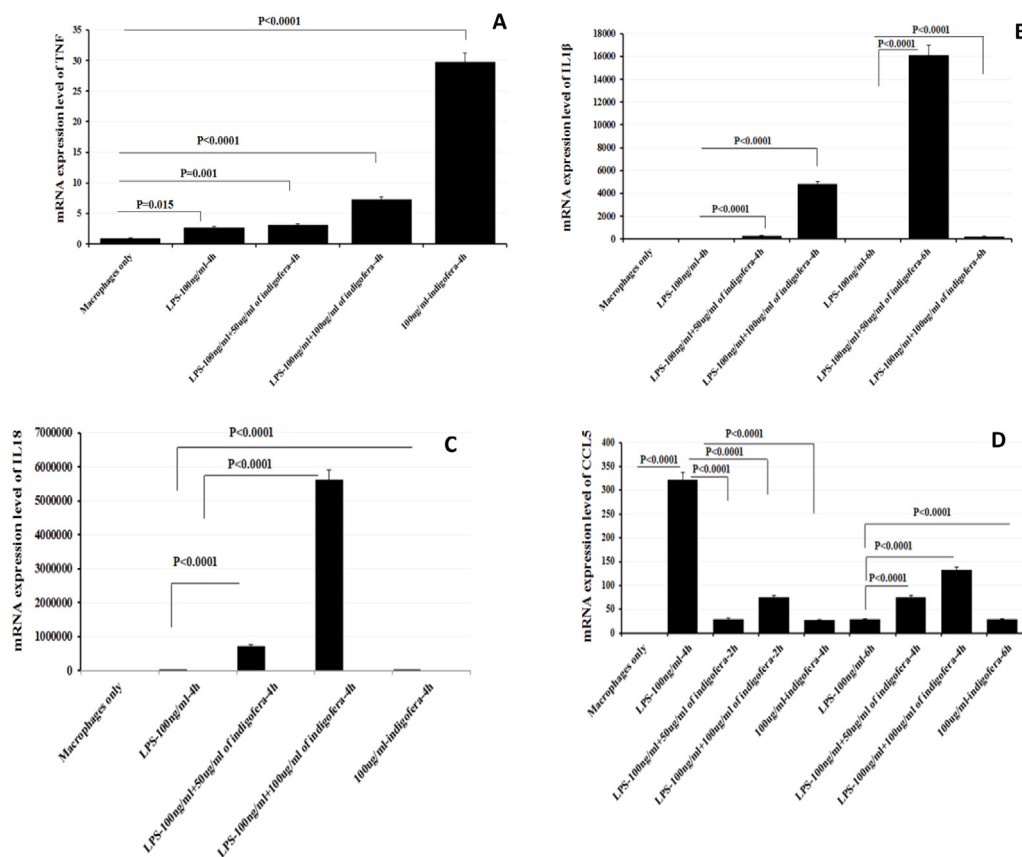 A
mRNA expression level of TNF
35
30
25
20
15
10
5
0
P<0.0001
P<0.0001
P=0.001
P=0.015
Macrophages only
LPS-100ng/ml-4h
LPS-100ng/ml+50ug/ml of indigofera-4h
LPS-100ng/ml+100ug/ml of indigofera-4h
100ug/ml-indigofera-4h
B
mRNA expression level of IL1β
18000
16000
14000
12000
10000
8000
6000
4000
2000
0
P<0.0001
P<0.0001
P<0.0001
P<0.0001
Macrophages only
LPS-100ng/ml-4h
LPS-100ng/ml+50ug/ml of indigofera-4h
LPS-100ng/ml+100ug/ml of indigofera-4h
LPS-100ng/ml-6h
LPS-100ng/ml+50ug/ml of indigofera-6h
LPS-100ng/ml+100ug/ml of indigofera-6h
C
mRNA expression level of IL18
7000000
6000000
5000000
4000000
3000000
2000000
1000000
0
P<0.0001
P<0.0001
P<0.0001
Macrophages only
LPS-100ng/ml-4h
LPS-100ng/ml+50ug/ml of indigofera-4h
LPS-100ng/ml+100ug/ml of indigofera-4h
100ug/ml-indigofera-4h
D
mRNA expression level of CCL5
400
350
300
250
200
150
100
50
0
P<0.0001
P<0.0001
P<0.0001
P<0.0001
P<0.0001
P<0.0001
P<0.0001
Macrophages only
LPS-100ng/ml-4h
LPS-100ng/ml+50ug/ml of indigofera-2h
LPS-100ng/ml+100ug/ml of indigofera-2h
100ug/ml-indigofera-4h
LPS-100ng/ml-6h
LPS-100ng/ml+50ug/ml of indigofera-4h
LPS-100ng/ml+100ug/ml of indigofera-4h
100ug/ml-indigofera-6h